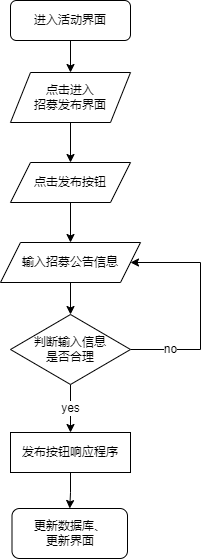 进入活动界面
点击进入
招募发布界面
点击发布按钮
输入招募公告信息
判断输入信息
是否合理
no
yes
发布按钮响应程序
更新数据库、
更新界面